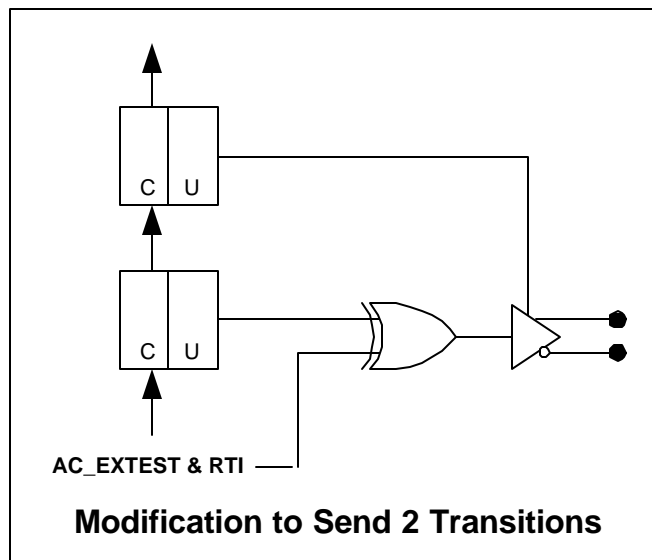 C U
C U
AC_EXTEST & RTI
Modification to Send 2 Transitions